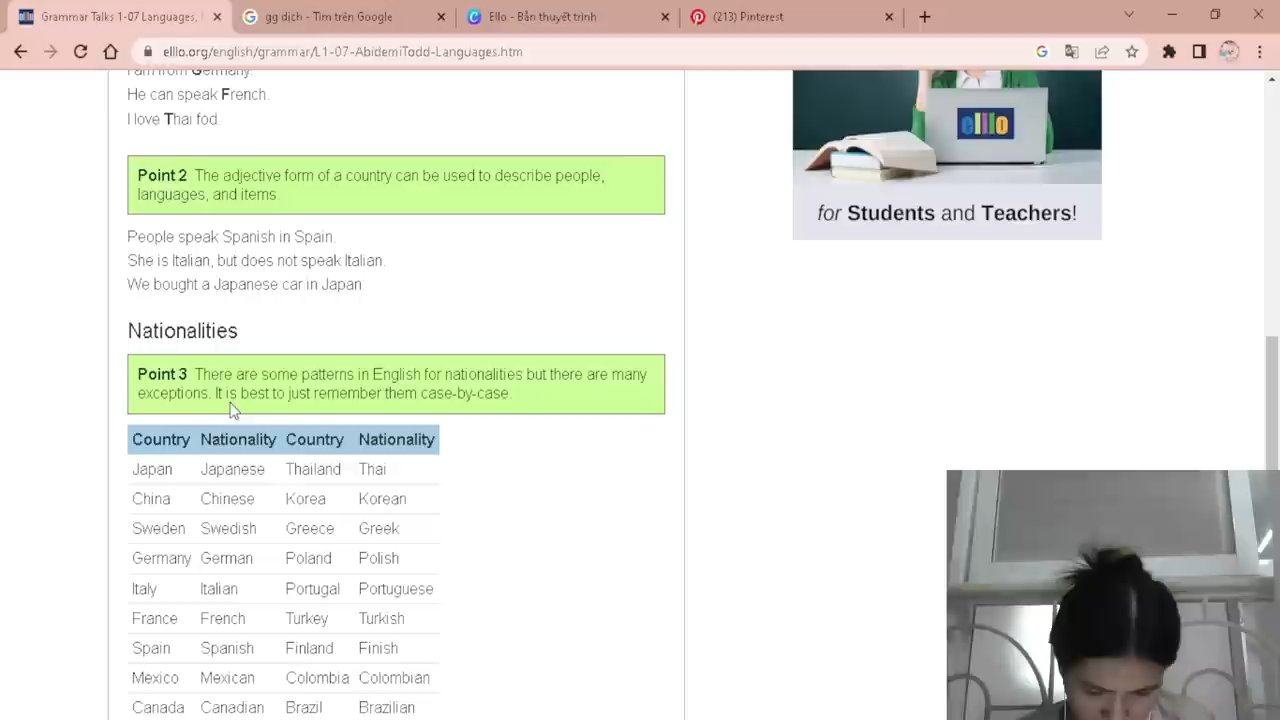 Grammar Talks 1-07 Languages,
gg dịch - Tìm trên Google
Ello - Bản thuyết trình
(213) Pinterest
elllo.org/english/grammar/L1-07-AbidemiTodd-Languages.htm
I am from Germany.
He can speak French.
I love Thai fod.
Point 2 The adjective form of a country can be used to describe people,
languages, and items.
People speak Spanish in Spain.
She is Italian, but does not speak Italian.
We bought a Japanese car in Japan
Nationalities
Point 3 There are some patterns in English for nationalities but there are many
exceptions. It is best to just remember them case-by-case.
Country Nationality Country Nationality
Japan Japanese Thailand Thai
China Chinese Korea Korean
Sweden Swedish Greece Greek
Germany German Poland Polish
Italy Italian Portugal Portuguese
France French Turkey Turkish
Spain Spanish Finland Finish
Mexico Mexican Colombia Colombian
Canada Canadian Brazil Brazilian
elllo
for Students and Teachers!